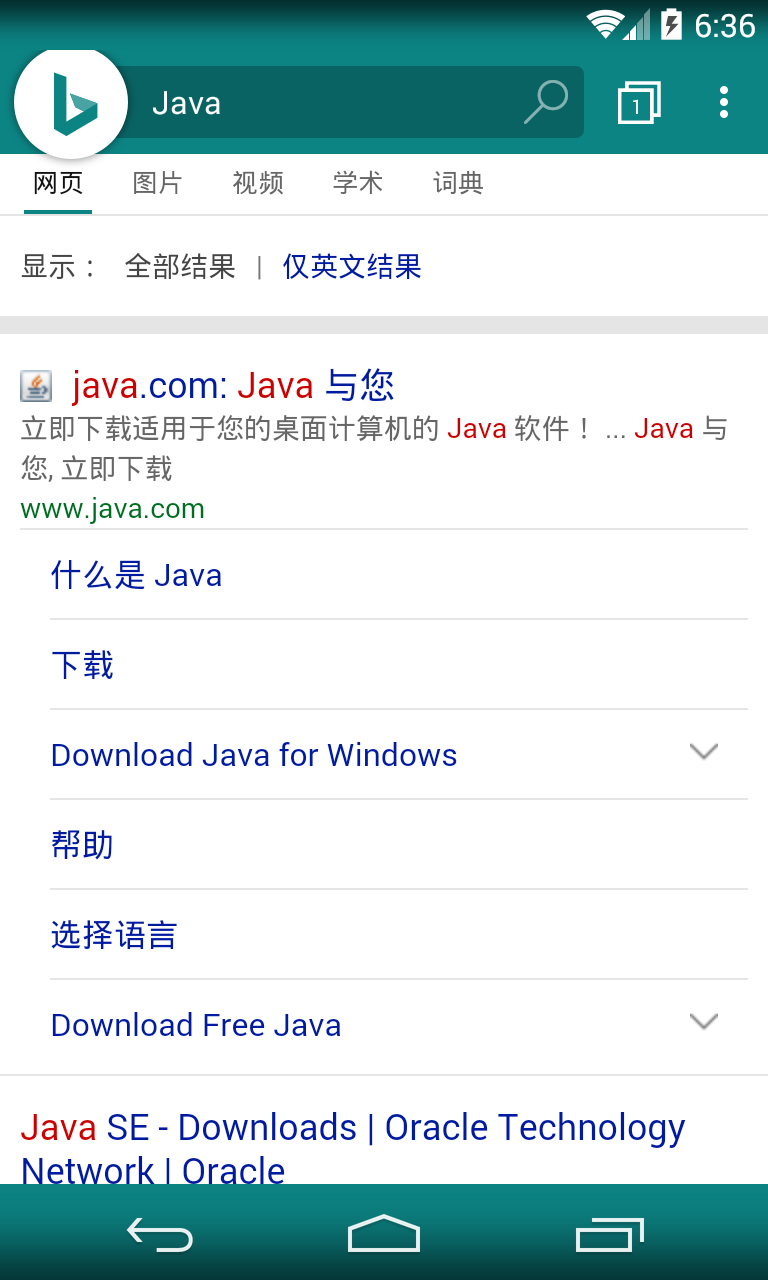 6:36
Java
1
网页 图片 视频 学术 词典
显示： 全部结果 | 仅英文结果
java.com: Java 与您
立即下载适用于您的桌面计算机的 Java 软件！ ... Java 与
您, 立即下载
www.java.com
什么是 Java
下载
Download Java for Windows
帮助
选择语言
Download Free Java
Java SE - Downloads | Oracle Technology
Network | Oracle